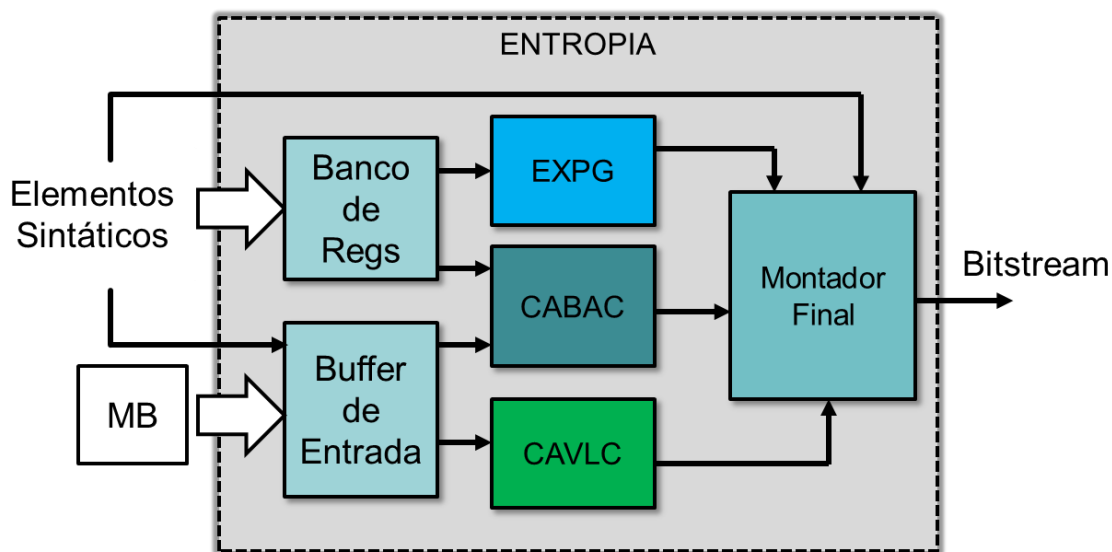 ENTROPIA
Elementos
Sintáticos
MB
Banco
de
Regs
Buffer
de
Entrada
EXPG
CABAC
CAVLC
Montador
Final
Bitstream